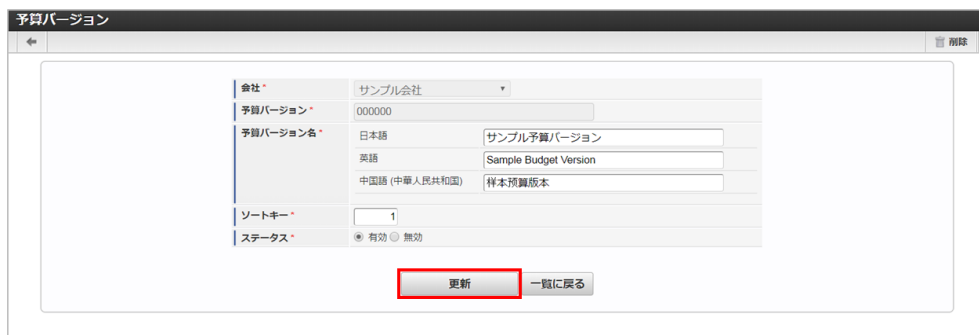 予算バージョン
削除
会社*
サンプル会社
予算バージョン*
000000
予算バージョン名*
日本語
サンプル予算バージョン
英語
Sample Budget Version
中国語 (中華人民共和国)
样本预算版本
ソートキー*
1
ステータス*
有効 無効
更新
一覧に戻る